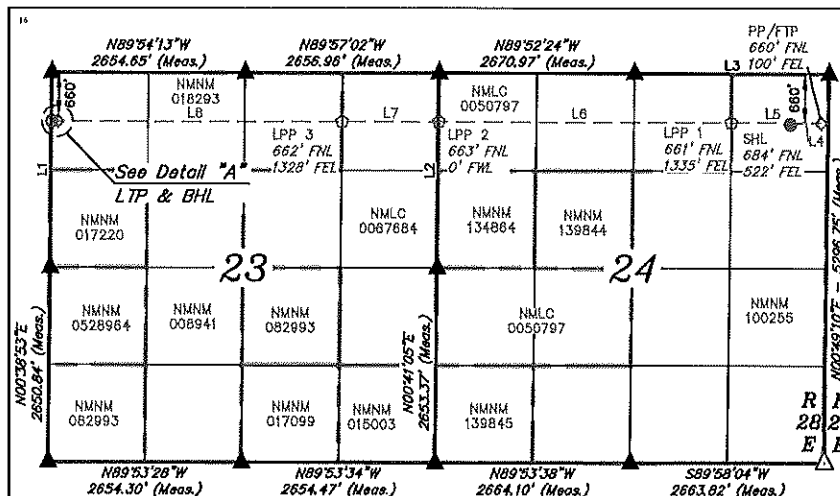 16
N89°54'13"W
2654.65' (Meas.)
N89°57'02"W
2656.96' (Meas.)
N89°52'24"W
2670.97' (Meas.)
PP/FTP
660' FNL
100' FEL
L3
NMNM
018293
NMLC
0050797
660'
660'
L8
L7
L6
L5
L4
LPP 3
662' FNL
1328' FEL
LPP 2
663' FNL
0' FWL
LPP 1
661' FNL
1335' FEL
SHL
684' FNL
522' FEL
L1
L2
See Detail "A"
LTP & BHL
NMNM
017220
NMLC
0067684
NMNM
134864
NMNM
139844
23
24
NMNM
0528964
NMNM
006941
NMNM
082993
NMLC
0050797
NMNM
100256
N00°38'53"E
2650.84' (Meas.)
N00°41'05"E
2653.37' (Meas.)
N00°49'10"E - 5296.75' (Meas.)
NMNM
082993
NMNM
017099
NMNM
015003
NMNM
139845
R
28
E
N89°53'28"W
2654.30' (Meas.)
N89°53'34"W
2654.47' (Meas.)
N89°53'38"W
2664.10' (Meas.)
S89°58'04"W
2663.82' (Meas.)